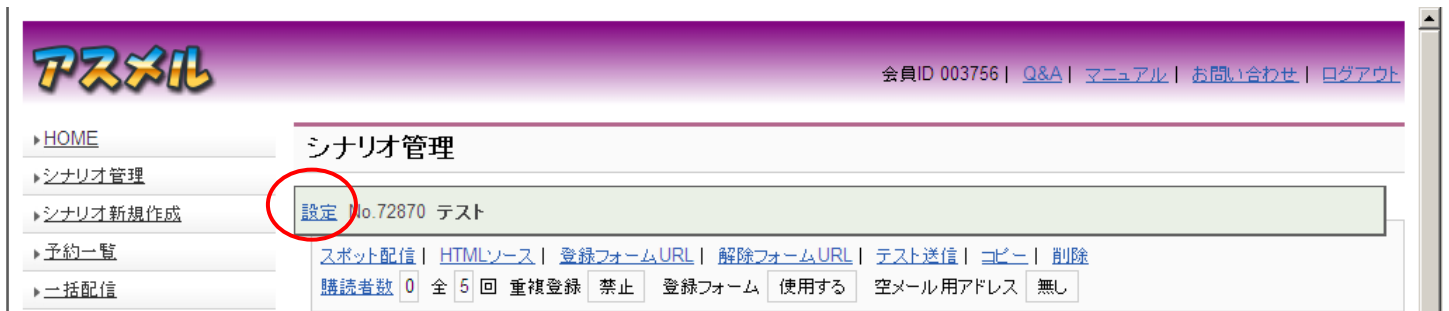 アスメル
会員ID 003756 | Q&A | マニュアル | お問い合わせ | ログアウト
HOME
シナリオ管理
シナリオ新規作成
予約一覧
一括配信
シナリオ管理
設定 No.72870 テスト
スポット配信 | HTMLソース | 登録フォームURL | 解除フォームURL | テスト送信 | コピー | 削除
購読者数 0 全 5 回 重複登録 禁止 登録フォーム 使用する 空メール用アドレス 無し